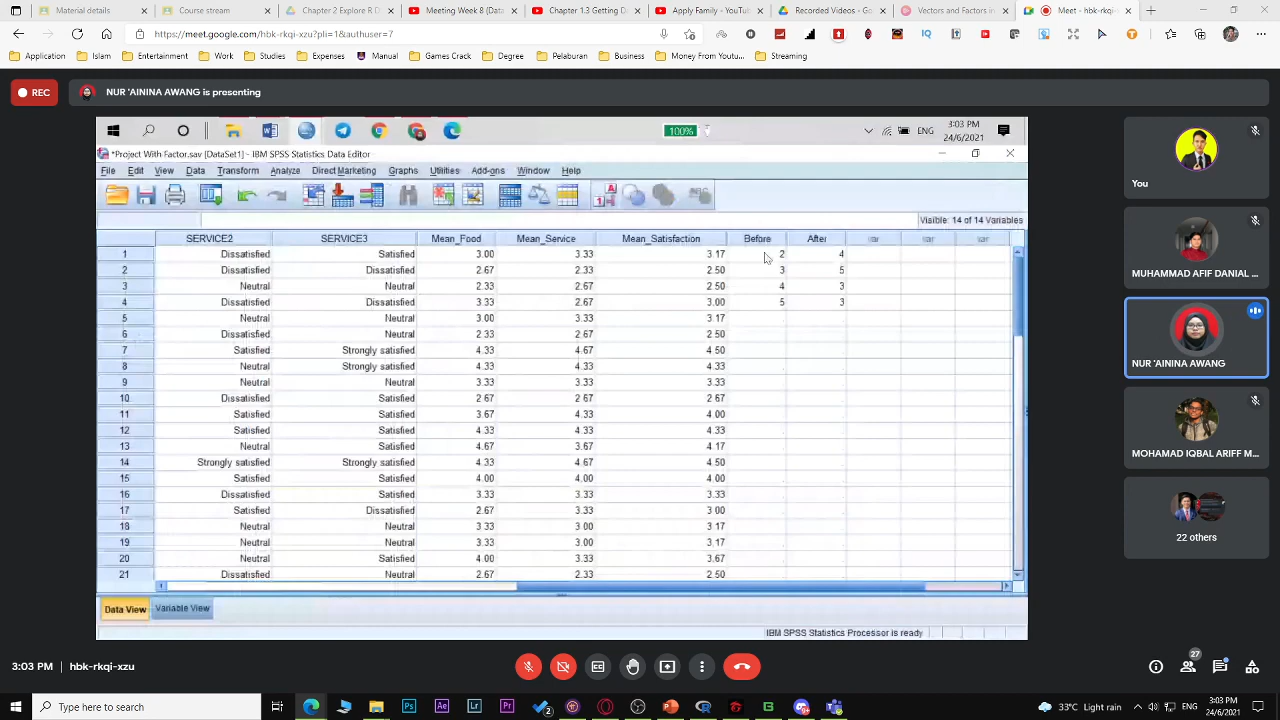 Material details
Course stream
Chapter 2 Explore R D
Meeting Week 8 (Data
Chapter 1.3 Getting Da
Apply Family - YouTub
Recorded Videos - Goo
Vectors and Factors in
Meet - hbk-rkqi-
https://meet.google.com/hbk-rkqi-xzu?pli=1&authuser=7
Application
Islam
Entertainment
Work
Studies
Expenses
Muamalat
Games Crack
Degree
Pelaburan
Business
Money From Youtu...
Streaming
REC
NUR 'AININA AWANG is presenting
100%
ENG
3:03 PM
24/6/2021
*Project With Factor.sav [DataSet1] - IBM SPSS Statistics Data Editor
File Edit View Data Transform Analyze Direct Marketing Graphs Utilities Add-ons Window Help
Visible: 14 of 14 Variables
SERVICE2 SERVICE3 Mean_Food Mean_Service Mean_Satisfaction Before After var var var
1 Dissatisfied Satisfied 3.00 3.33 3.17 2 4
2 Dissatisfied Dissatisfied 2.67 2.33 2.50 3 5
3 Neutral Neutral 2.33 2.67 2.50 4 3
4 Dissatisfied Dissatisfied 3.33 2.67 3.00 5 3
5 Neutral Neutral 3.00 3.33 3.17
6 Dissatisfied Neutral 2.33 2.67 2.50
7 Satisfied Strongly satisfied 4.33 4.67 4.50
8 Neutral Strongly satisfied 4.33 4.33 4.33
9 Neutral Neutral 3.33 3.33 3.33
10 Dissatisfied Satisfied 2.67 2.67 2.67
11 Satisfied Satisfied 3.67 4.33 4.00
12 Satisfied Satisfied 4.33 4.33 4.33
13 Neutral Satisfied 4.67 3.67 4.17
14 Strongly satisfied Strongly satisfied 4.33 4.67 4.50
15 Satisfied Satisfied 4.00 4.00 4.00
16 Dissatisfied Satisfied 3.33 3.33 3.33
17 Satisfied Dissatisfied 2.67 3.33 3.00
18 Neutral Neutral 3.33 3.00 3.17
19 Neutral Neutral 3.33 3.00 3.17
20 Neutral Satisfied 4.00 3.33 3.67
21 Dissatisfied Neutral 2.67 2.33 2.50
Data View Variable View
IBM SPSS Statistics Processor is ready
You
MUHAMMAD AFIF DANIAL ...
NUR 'AININA AWANG
MOHAMAD IQBAL ARIFF M...
22 others
3:03 PM | hbk-rkqi-xzu
27
Type here to search
Ps
Ae
Lr
Pr
2
33°C Light rain
ENG
3:03 PM
24/6/2021